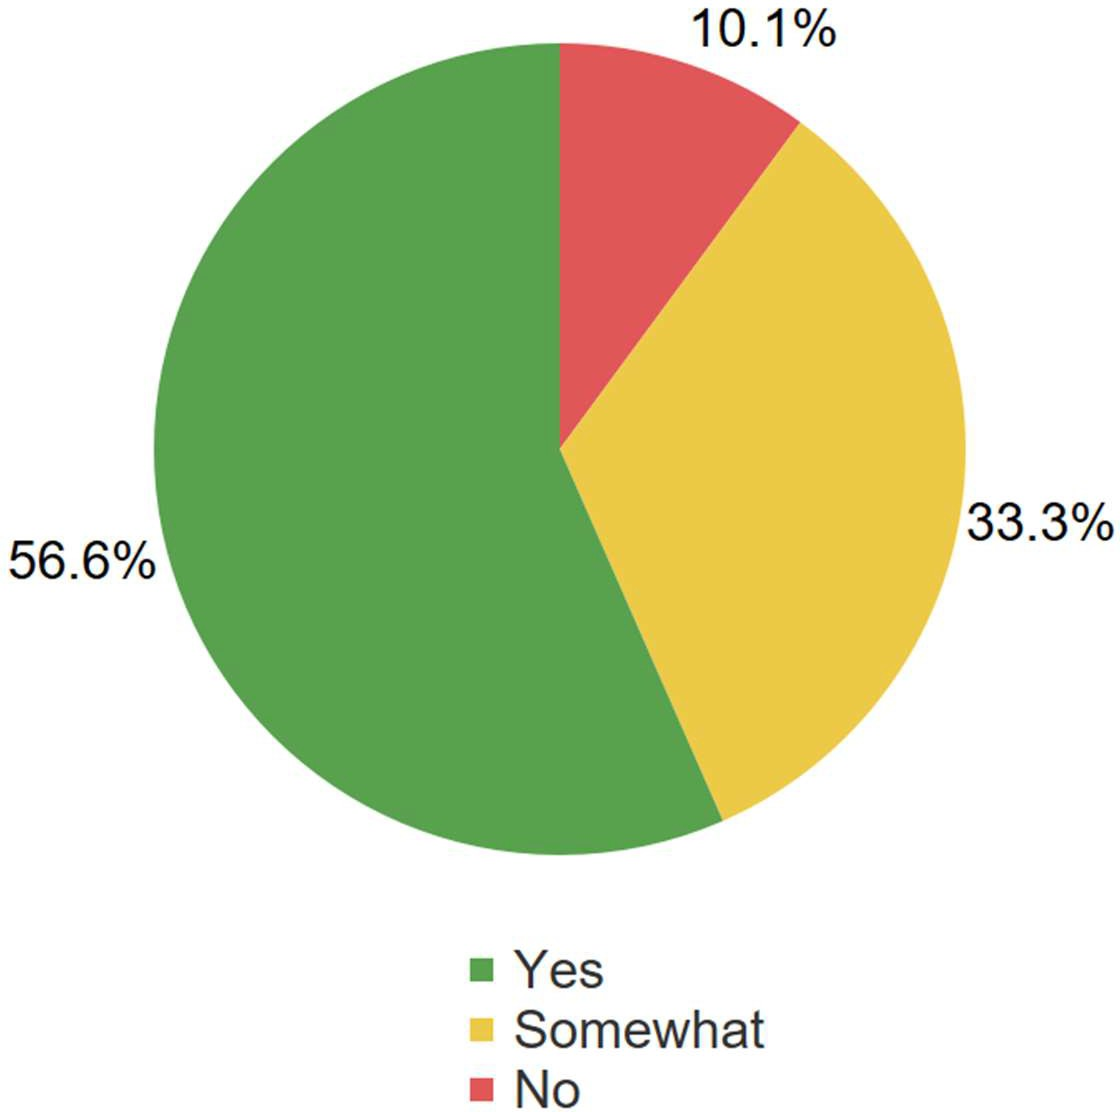 10.1%
33.3%
56.6%
Yes
Somewhat
No